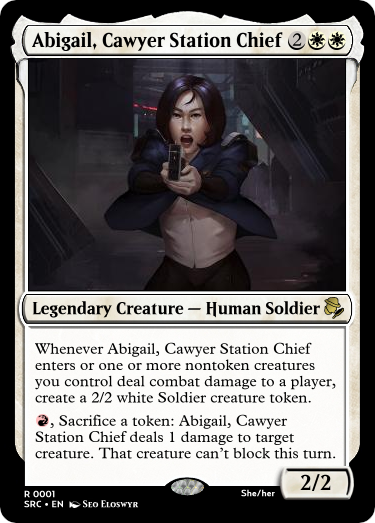 Abigail, Cawyer Station Chief 2
Legendary Creature — Human Soldier
Whenever Abigail, Cawyer Station Chief
enters or one or more nontoken creatures
you control deal combat damage to a player,
create a 2/2 white Soldier creature token.
, Sacrifice a token: Abigail, Cawyer
Station Chief deals 1 damage to target
creature. That creature can't block this turn.
2/2
R 0001
SRC • EN Seo Eloswyr
She/her